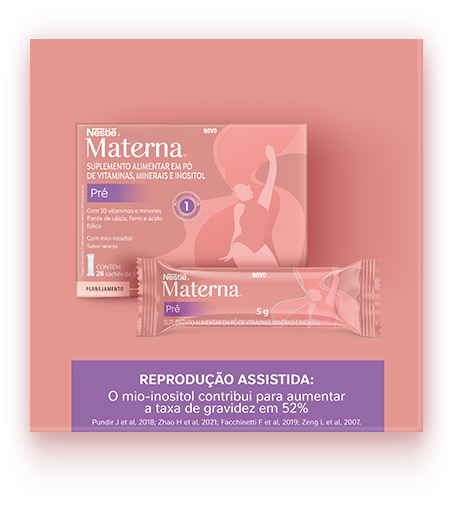 Nestlé®
NOVO
Materna®
SUPLEMENTO ALIMENTAR EM PÓ
DE VITAMINAS, MINERAIS E INOSITOL
Pré
1
Com 10 vitaminas e minerais
Fonte de cálcio, ferro e ácido
fólico
Com mio-inositol
Sabor laranja
CONTÉM
28 sachês de
PLANEJAMENTO
Nestlé®
NOVO
Materna®
Pré
5 g
SUPLEMENTO ALIMENTAR EM PÓ DE VITAMINAS, MINERAIS E INOSITOL
REPRODUÇÃO ASSISTIDA:
O mio-inositol contribui para aumentar
a taxa de gravidez em 52%
Pundir J et al, 2018; Zhao H et al, 2021; Facchinetti F et al, 2019; Zeng L et al, 2007.